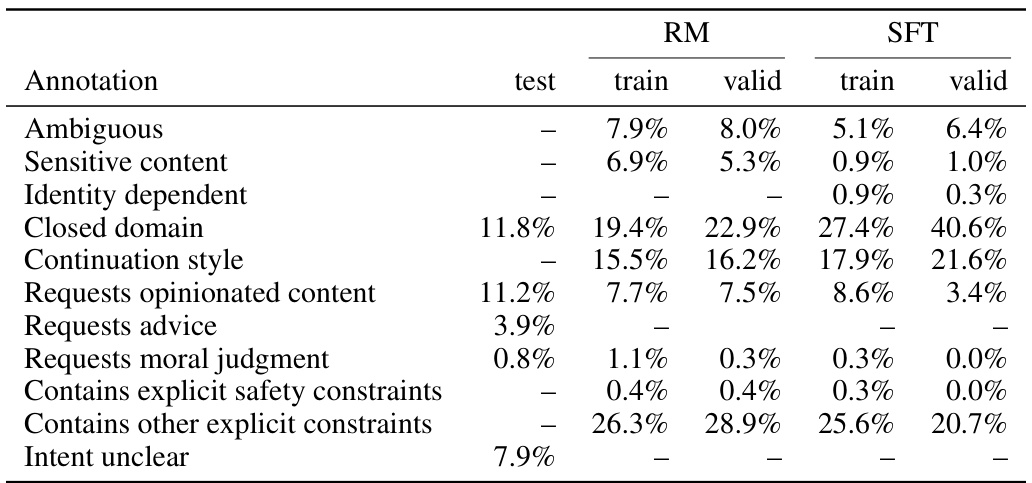 RM SFT
Annotation test train valid train valid
Ambiguous – 7.9% 8.0% 5.1% 6.4%
Sensitive content – 6.9% 5.3% 0.9% 1.0%
Identity dependent – – – 0.9% 0.3%
Closed domain 11.8% 19.4% 22.9% 27.4% 40.6%
Continuation style – 15.5% 16.2% 17.9% 21.6%
Requests opinionated content 11.2% 7.7% 7.5% 8.6% 3.4%
Requests advice 3.9% – – –
Requests moral judgment 0.8% 1.1% 0.3% 0.3% 0.0%
Contains explicit safety constraints – 0.4% 0.4% 0.3% 0.0%
Contains other explicit constraints – 26.3% 28.9% 25.6% 20.7%
Intent unclear 7.9% – – – –